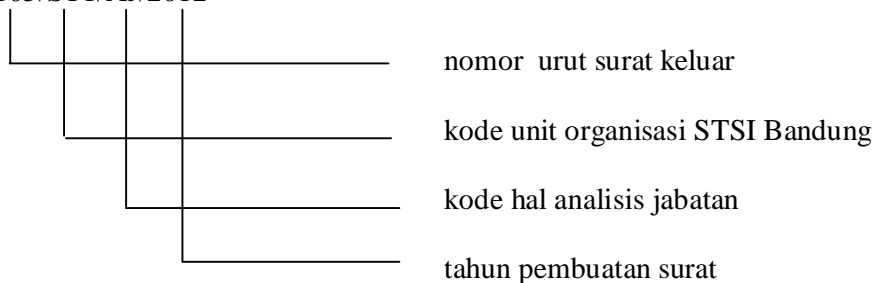 nomor urut surat keluar
kode unit organisasi STSI Bandung
kode hal analisis jabatan
tahun pembuatan surat